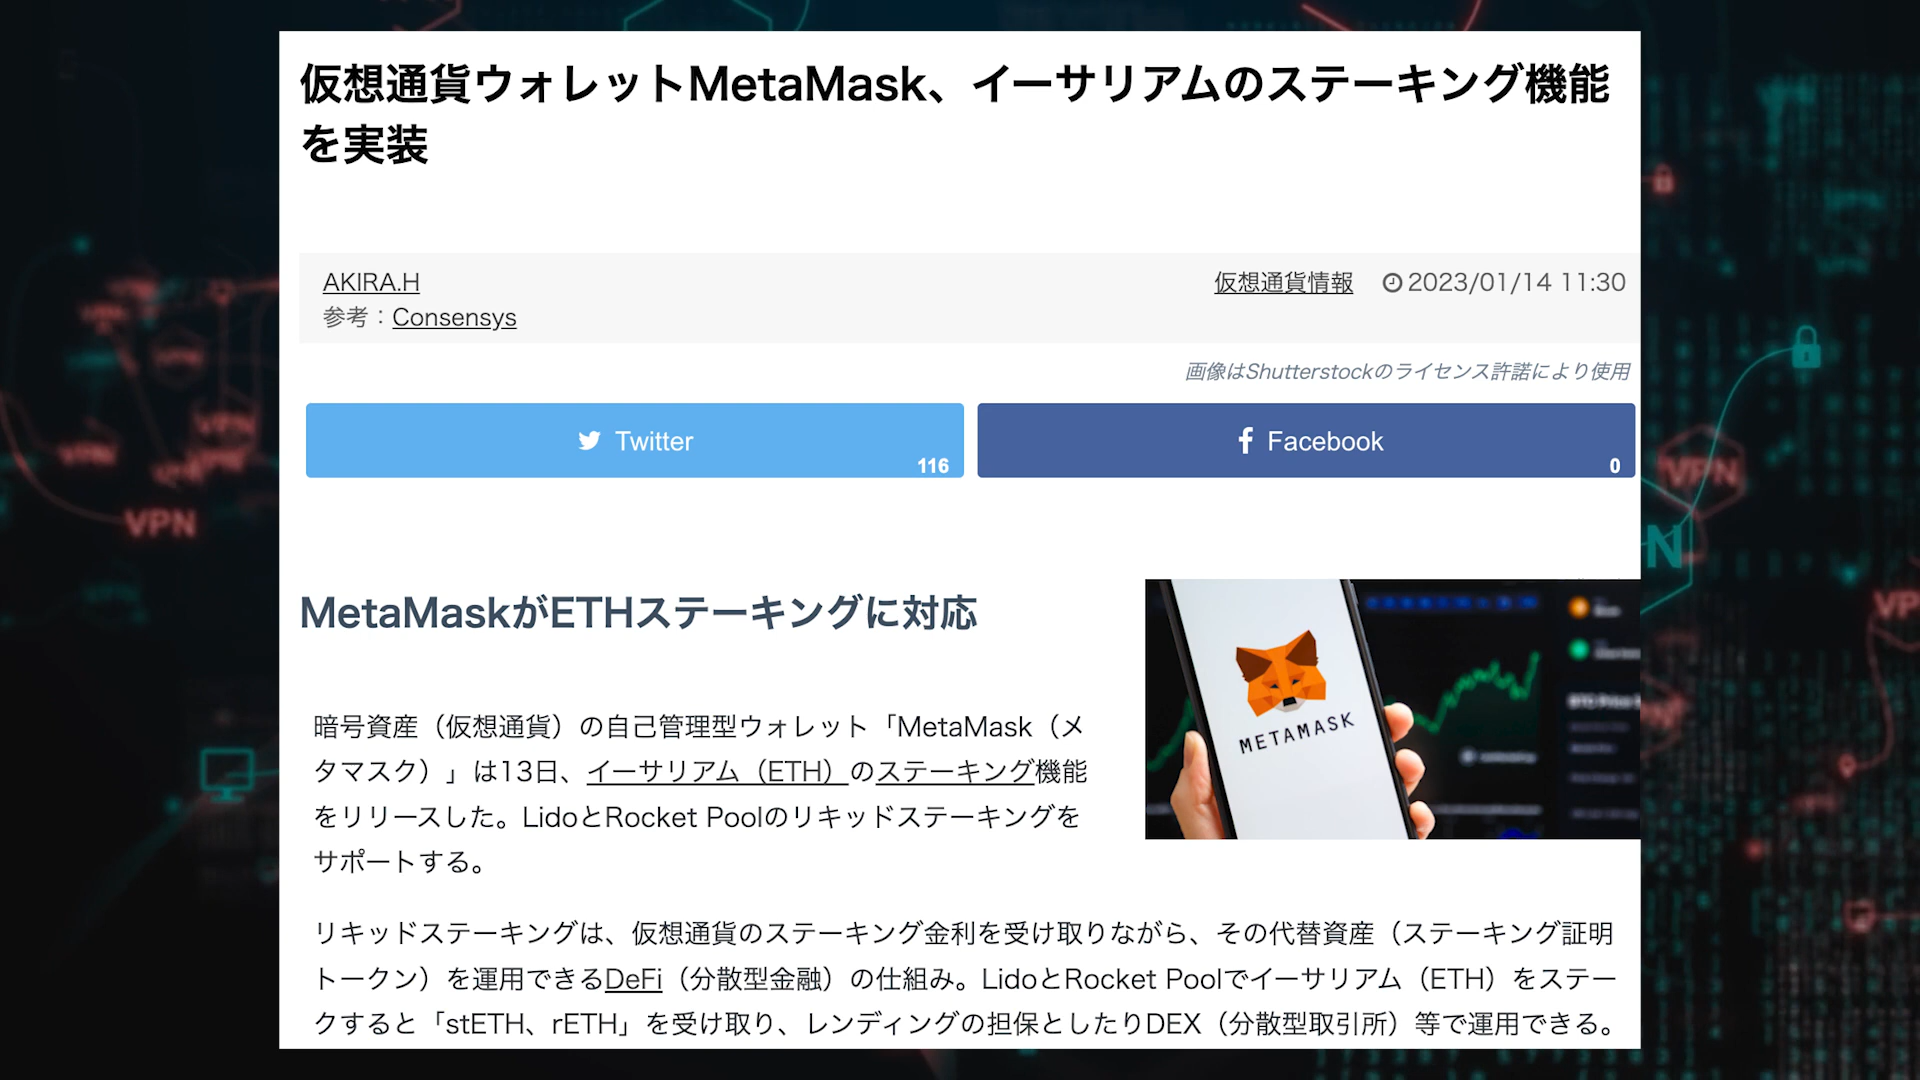 仮想通貨ウォレットMetaMask、イーサリアムのステーキング機能
を実装
AKIRA.H
仮想通貨情報 2023/01/14 11:30
参考：Consensys
画像はShutterstockのライセンス許諾により使用
Twitter
116
Facebook
0
MetaMaskがETHステーキングに対応
METAMASK
暗号資産（仮想通貨）の自己管理型ウォレット「MetaMask（メ
タマスク）」は13日、イーサリアム（ETH）のステーキング機能
をリリースした。LidoとRocket Poolのリキッドステーキングを
サポートする。
リキッドステーキングは、仮想通貨のステーキング金利を受け取りながら、その代替資産（ステーキング証明
トークン）を運用できるDeFi（分散型金融）の仕組み。LidoとRocket Poolでイーサリアム（ETH）をステー
クすると「stETH、rETH」を受け取り、レンディングの担保としたりDEX（分散型取引所）等で運用できる。
VPN
VPN
N
VP